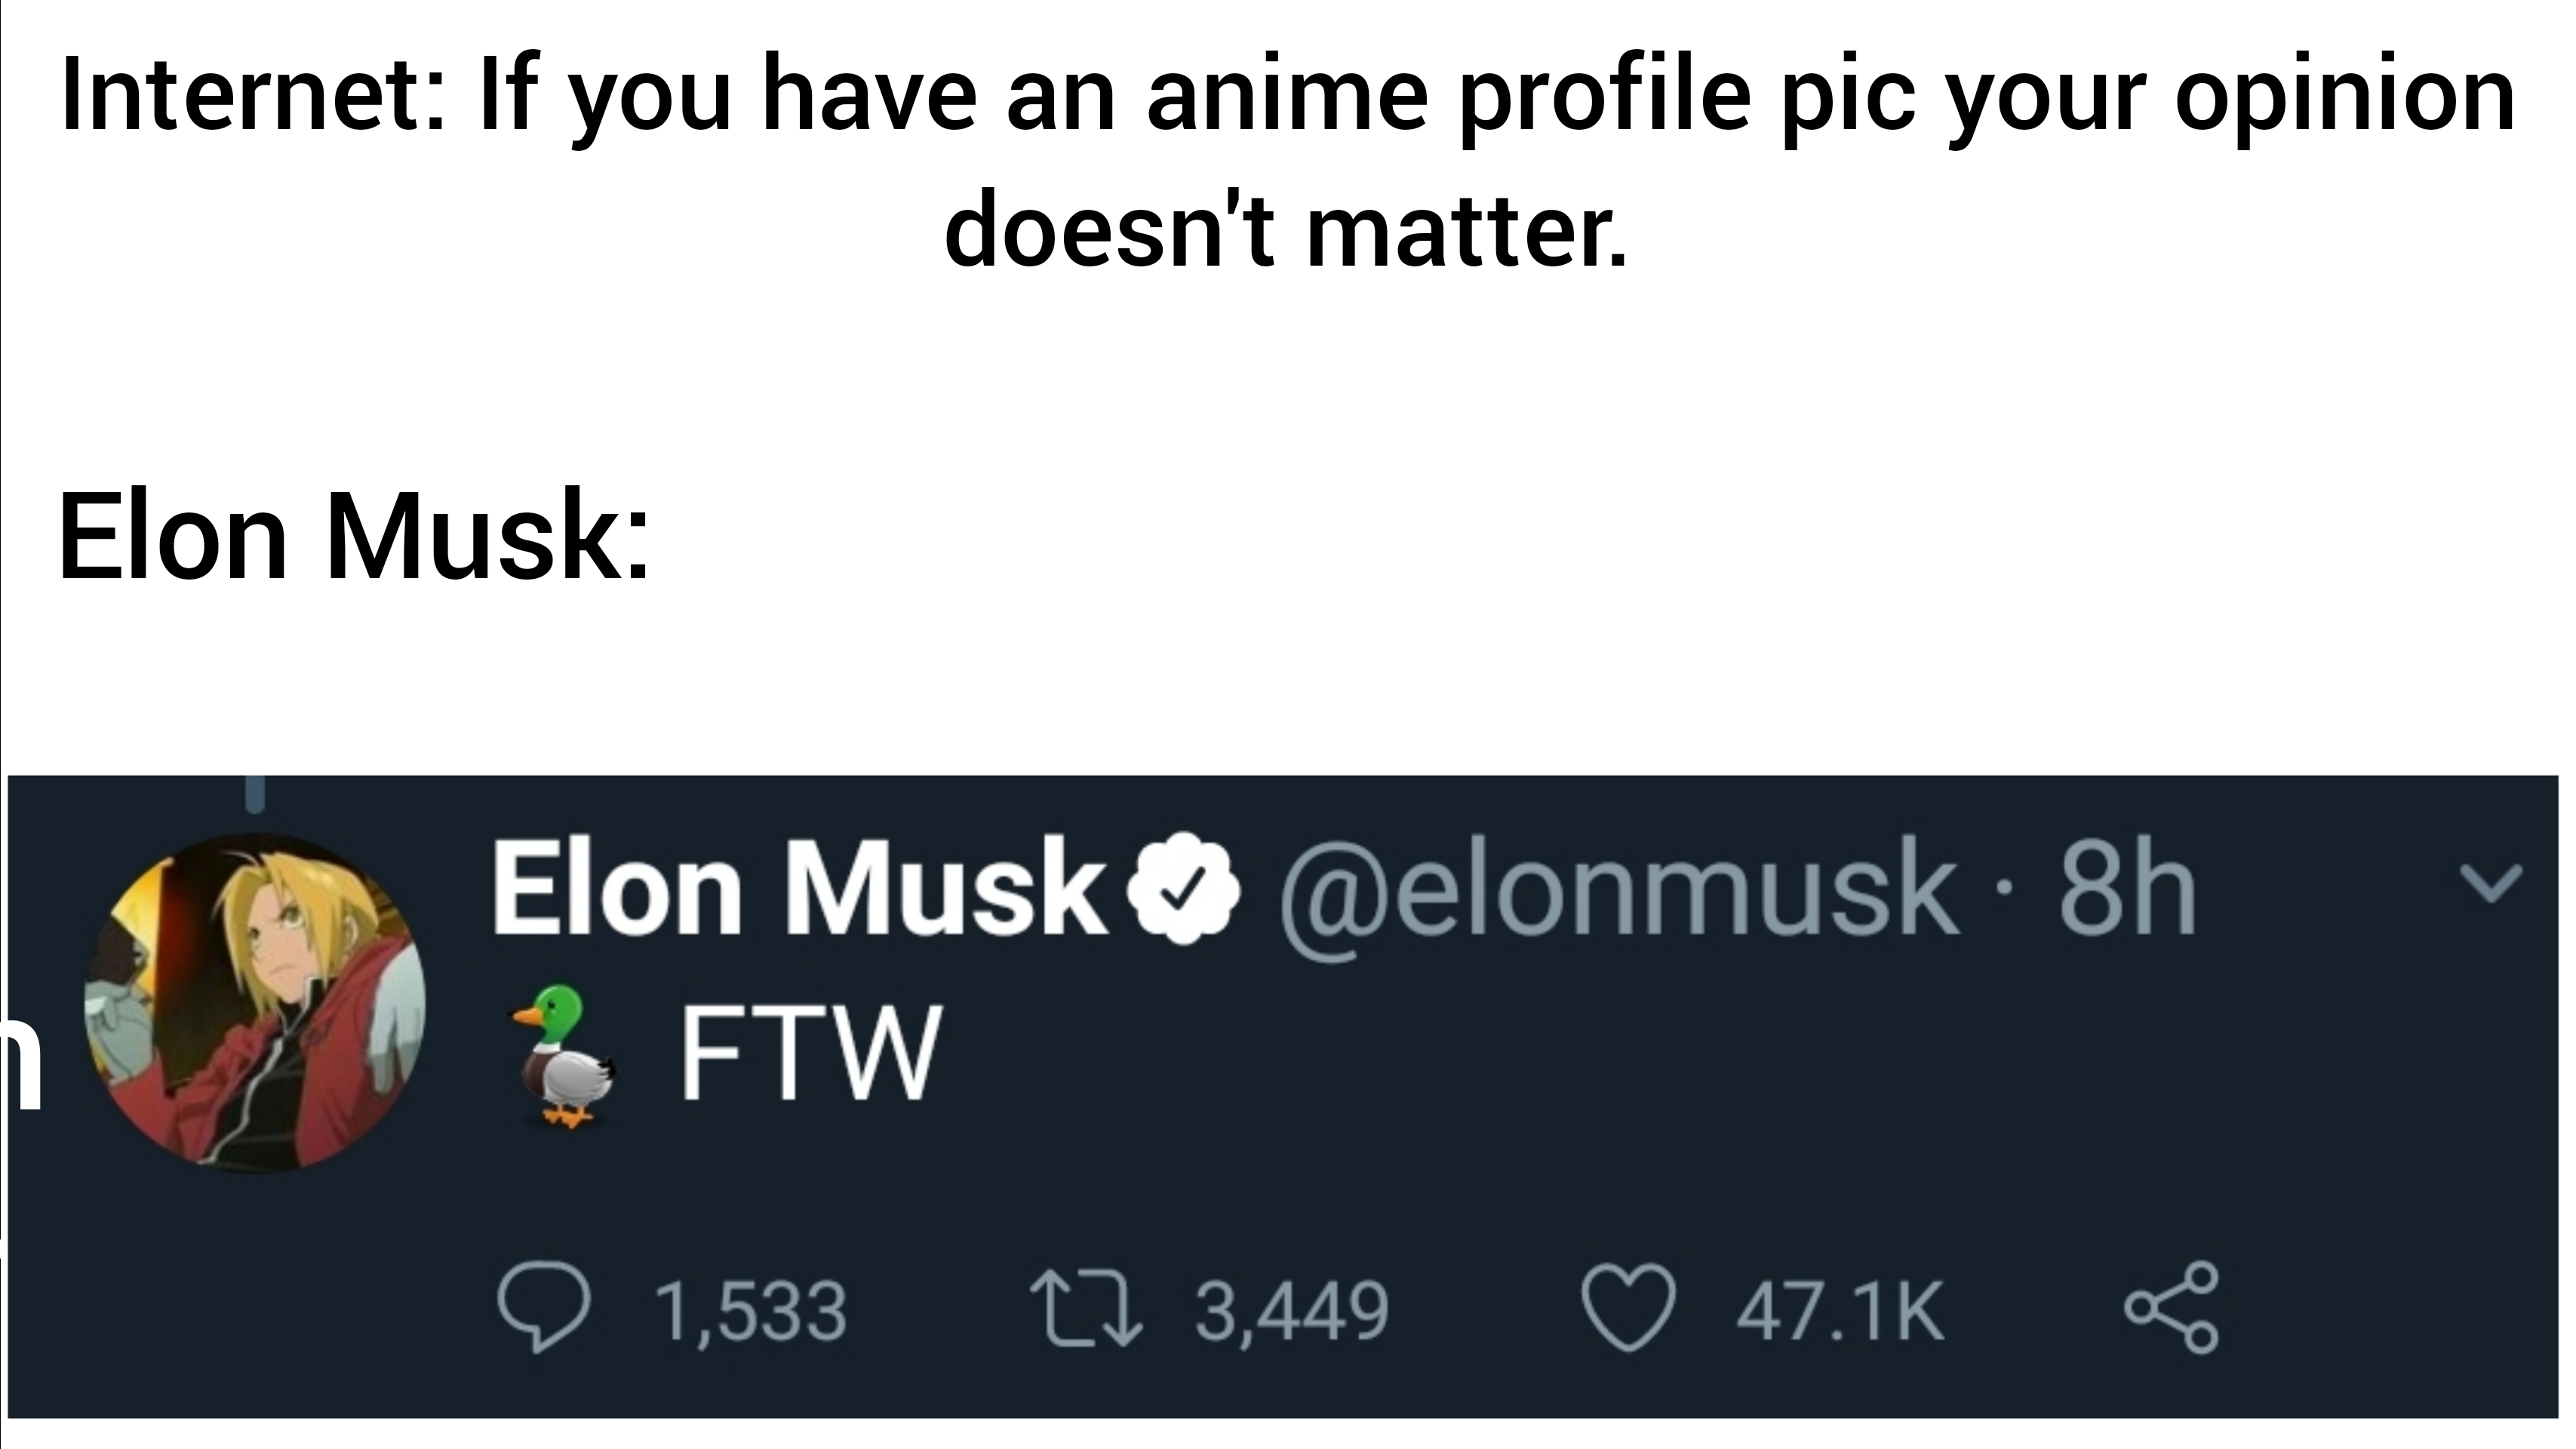 Internet: If you have an anime profile pic your opinion
doesn't matter.
Elon Musk:
Elon Musk @elonmusk · 8h
🦆 FTW
n
1,533 3,449 47.1K